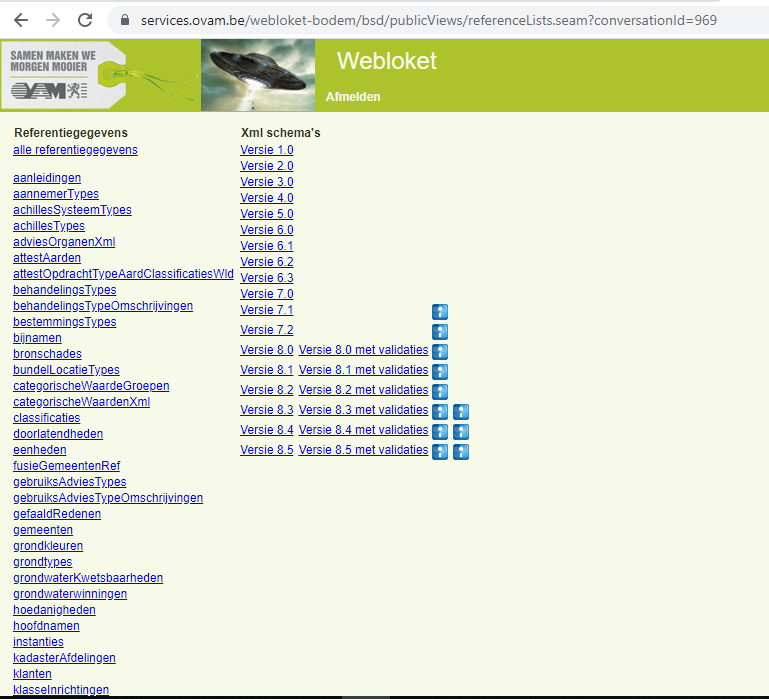 services.ovam.be/webloket-bodem/bsd/publicViews/referenceLists.seam?conversationId=969
SAMEN MAKEN WE
MORGEN MOOIER
OVAM
Webloket
Afmelden
Referentiegegevens
alle referentiegegevens
aanleidingen
aannemerTypes
achillesSysteemTypes
achillesTypes
adviesOrganenXml
attestAarden
attestOpdrachtTypeAardClassificatiesWId
behandelingsTypes
behandelingsTypeOmschrijvingen
bestemmingsTypes
bijnamen
bronschades
bundelLocatieTypes
categorischeWaardeGroepen
categorischeWaardenXml
classificaties
doorlatendheden
eenheden
fusieGemeentenRef
gebruiksAdviesTypes
gebruiksAdviesTypeOmschrijvingen
gefaaldRedenen
gemeenten
grondkleuren
grondtypes
grondwaterKwetsbaarheden
grondwaterwinningen
hoedanigheden
hoofdnamen
instanties
kadasterAfdelingen
klanten
klasseInrichtingen
Xml schema's
Versie 1.0
Versie 2.0
Versie 3.0
Versie 4.0
Versie 5.0
Versie 6.0
Versie 6.1
Versie 6.2
Versie 6.3
Versie 7.0
Versie 7.1
Versie 7.2
Versie 8.0 Versie 8.0 met validaties
Versie 8.1 Versie 8.1 met validaties
Versie 8.2 Versie 8.2 met validaties
Versie 8.3 Versie 8.3 met validaties
Versie 8.4 Versie 8.4 met validaties
Versie 8.5 Versie 8.5 met validaties